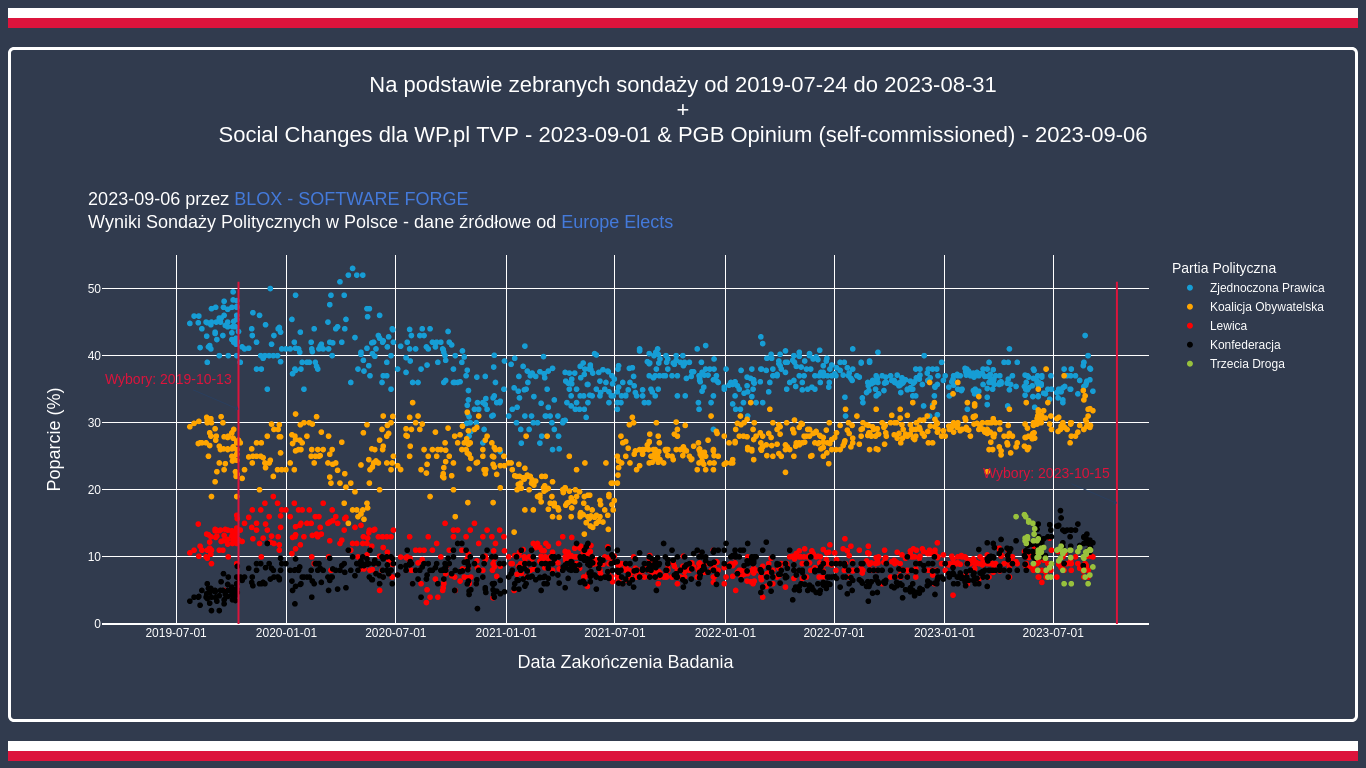 Na podstawie zebranych sondaży od 2019-07-24 do 2023-08-31
+
Social Changes dla WP.pl TVP - 2023-09-01 & PGB Opinium (self-commissioned) - 2023-09-06
2023-09-06 przez BLOX - SOFTWARE FORGE
Wyniki Sondaży Politycznych w Polsce - dane źródłowe od Europe Elects
Partia Polityczna
Zjednoczona Prawica
Koalicja Obywatelska
Lewica
Konfederacja
Trzecia Droga
50
40
30
20
10
0
Poparcie (%)
Wybory: 2019-10-13
Wybory: 2023-10-15
2019-07-01
2020-01-01
2020-07-01
2021-01-01
2021-07-01
2022-01-01
2022-07-01
2023-01-01
2023-07-01
Data Zakończenia Badania